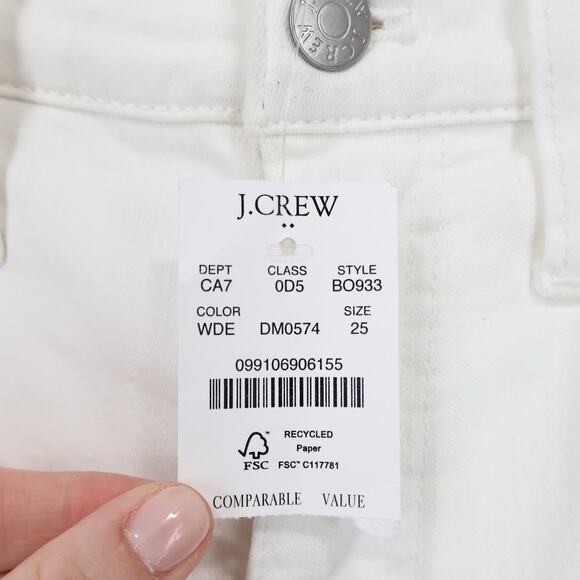 J.CREW
J.CREW
DEPT CLASS STYLE
CA7 0D5 BO933
COLOR SIZE
WDE DM0574 25
099106906155
RECYCLED
Paper
FSC FSC™ C117781
COMPARABLE VALUE